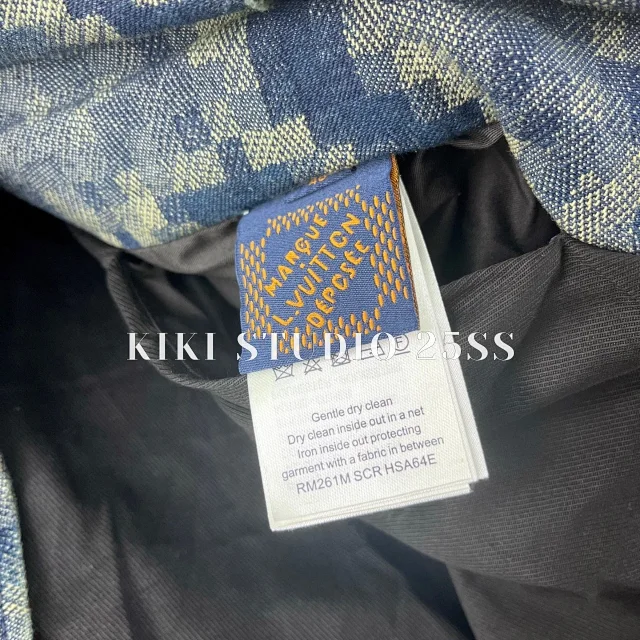 MARQUE
L.VUITTON
DÉPOSÉE
KIKI STUDIO 25SS
Gentle dry clean
Dry clean inside out in a net
Iron inside out protecting
garment with a fabric in between
RM261M SCR HSA64E